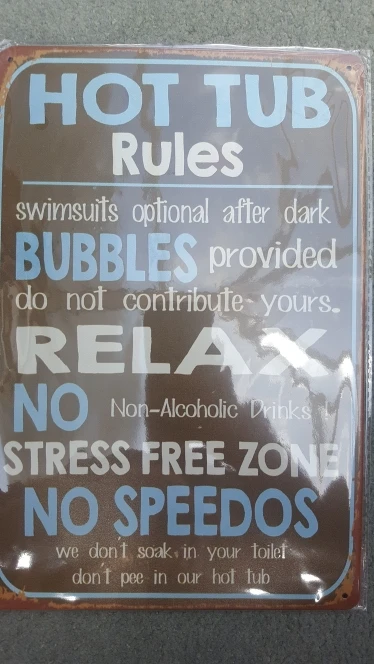 HOT TUB
Rules
swimsuits optional after dark
BUBBLES provided
do not contribute yours.
RELAX
NO Non-Alcoholic Drinks !
STRESS FREE ZONE
NO SPEEDOS
we don't soak in your toilet
don't pee in our hot tub